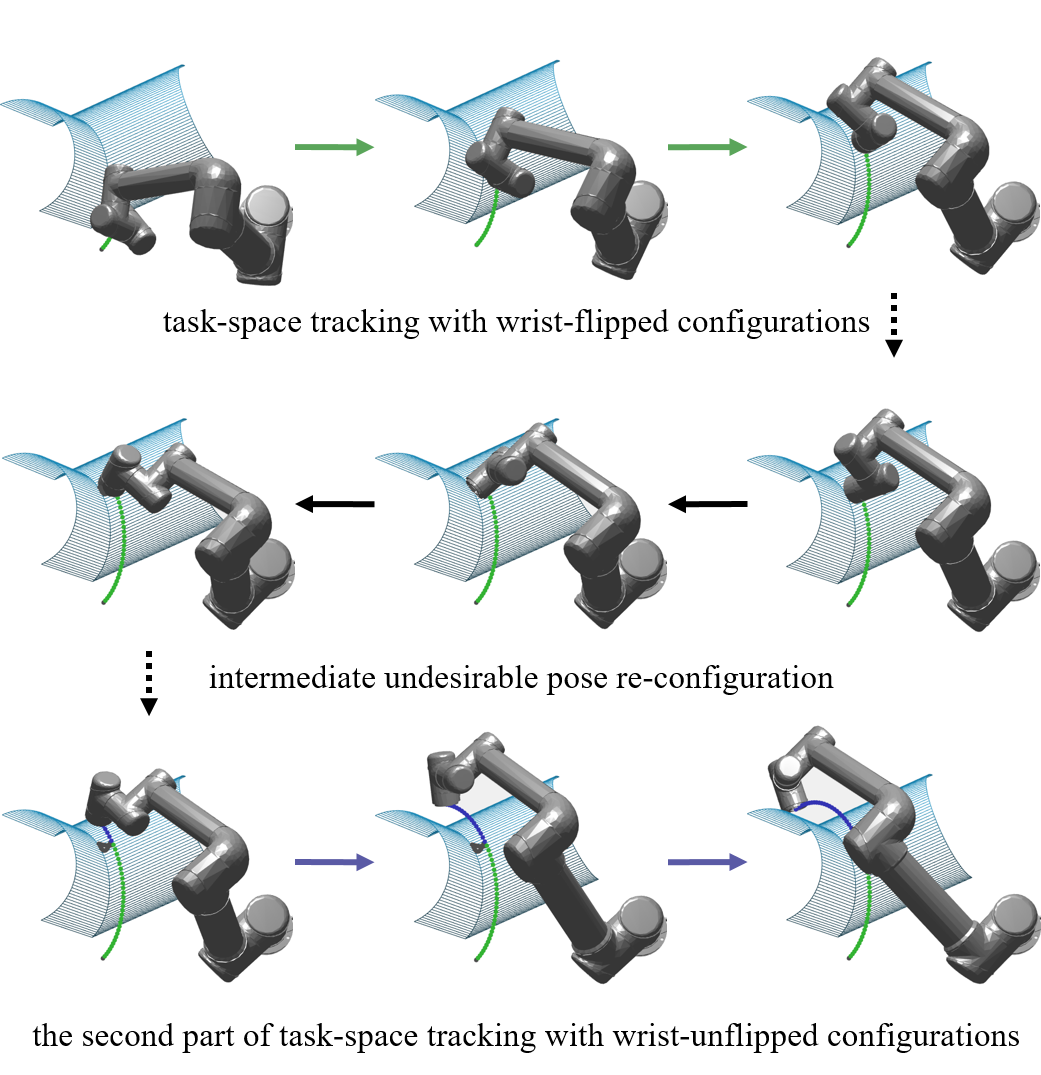 task-space tracking with wrist-flipped configurations
intermediate undesirable pose re-configuration
the second part of task-space tracking with wrist-unflipped configurations